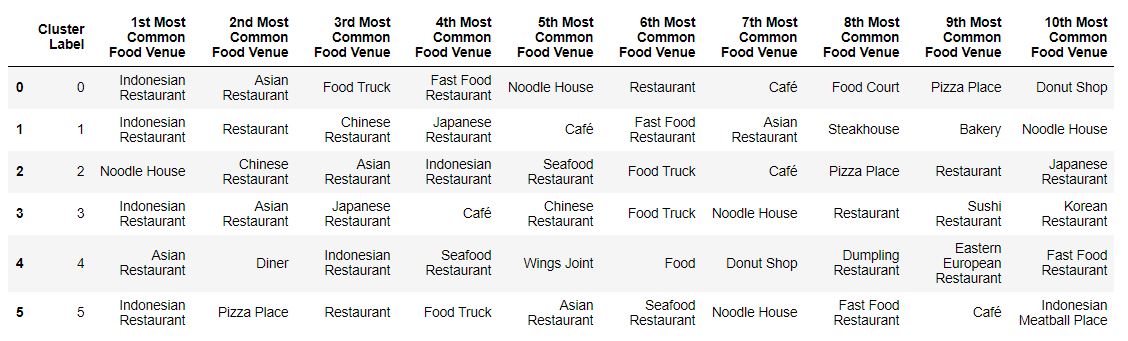 Cluster
Label
1st Most
Common
Food Venue
2nd Most
Common
Food Venue
3rd Most
Common
Food Venue
4th Most
Common
Food Venue
5th Most
Common
Food Venue
6th Most
Common
Food Venue
7th Most
Common
Food Venue
8th Most
Common
Food Venue
9th Most
Common
Food Venue
10th Most
Common
Food Venue
0
0
Indonesian
Restaurant
Asian
Restaurant
Food Truck
Fast Food
Restaurant
Noodle House
Restaurant
Café
Food Court
Pizza Place
Donut Shop
1
1
Indonesian
Restaurant
Restaurant
Chinese
Restaurant
Japanese
Restaurant
Café
Fast Food
Restaurant
Asian
Restaurant
Steakhouse
Bakery
Noodle House
2
2
Noodle House
Chinese
Restaurant
Asian
Restaurant
Indonesian
Restaurant
Seafood
Restaurant
Food Truck
Café
Pizza Place
Restaurant
Japanese
Restaurant
3
3
Indonesian
Restaurant
Asian
Restaurant
Japanese
Restaurant
Café
Chinese
Restaurant
Food Truck
Noodle House
Restaurant
Sushi
Restaurant
Korean
Restaurant
4
4
Asian
Restaurant
Diner
Indonesian
Restaurant
Seafood
Restaurant
Wings Joint
Food
Donut Shop
Dumpling
Restaurant
Eastern
European
Restaurant
Fast Food
Restaurant
5
5
Indonesian
Restaurant
Pizza Place
Restaurant
Food Truck
Asian
Restaurant
Seafood
Restaurant
Noodle House
Fast Food
Restaurant
Café
Indonesian
Meatball Place